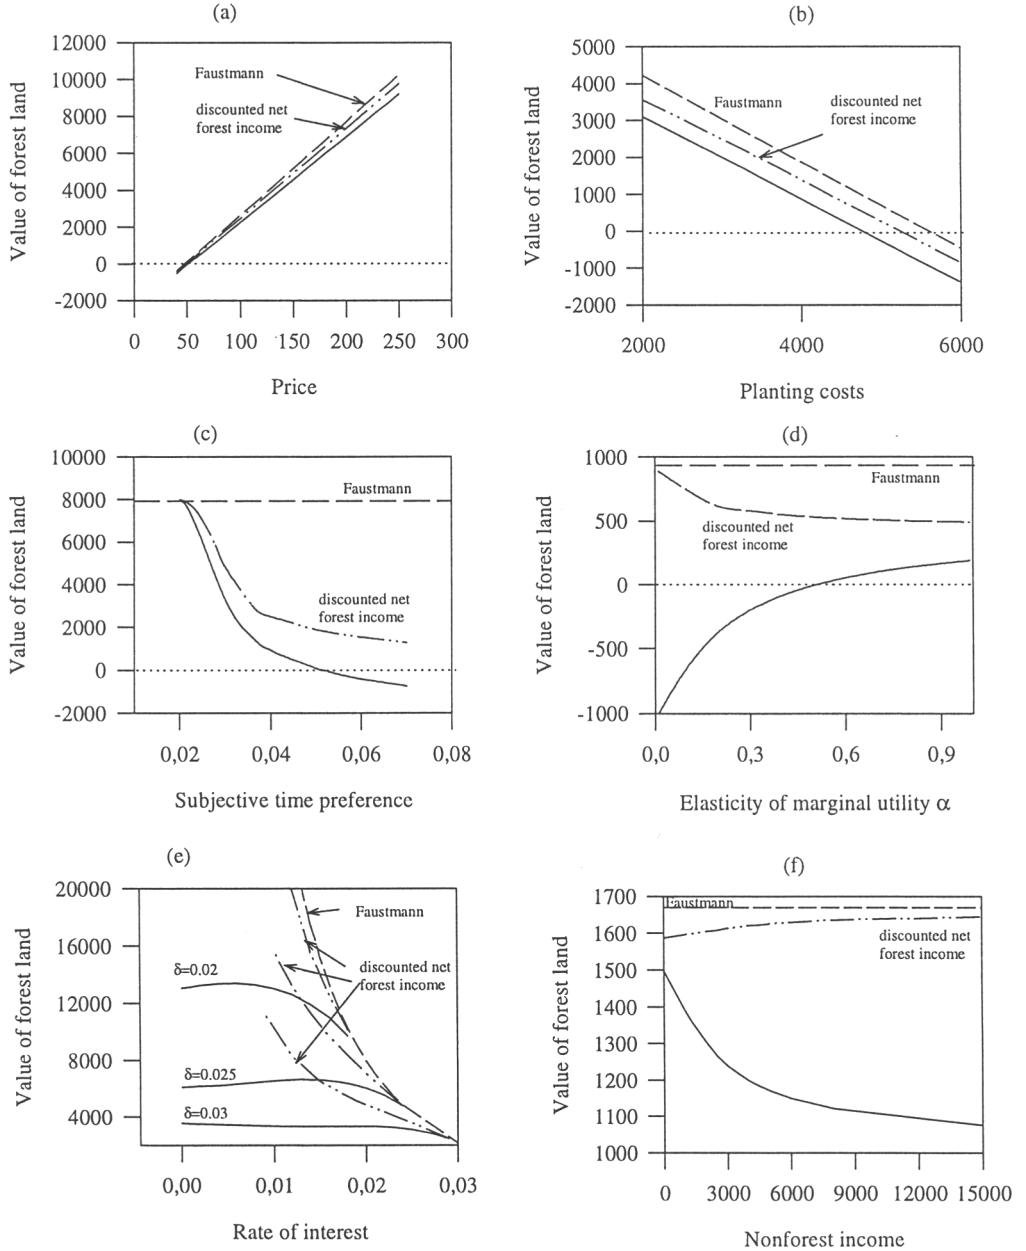 (a)
12000
10000
8000
6000
4000
2000
0
-2000
Value of forest land
Faustmann
discounted net
forest income
0
50
100
150
200
250
300
Price
(b)
5000
4000
3000
2000
1000
0
-1000
-2000
Value of forest land
Faustmann
discounted net
forest income
2000
4000
6000
Planting costs
(c)
10000
8000
6000
4000
2000
0
-2000
Value of forest land
Faustmann
discounted net
forest income
0,02
0,04
0,06
0,08
Subjective time preference
(d)
1000
500
0
-500
-1000
Value of forest land
Faustmann
discounted net
forest income
0,0
0,3
0,6
0,9
Elasticity of marginal utility α
(e)
20000
16000
12000
8000
4000
Value of forest land
Faustmann
discounted net
forest income
δ=0.02
δ=0.025
δ=0.03
0,00
0,01
0,02
0,03
Rate of interest
(f)
1700
1600
1500
1400
1300
1200
1100
1000
Value of forest land
Faustmann
discounted net
forest income
0
3000
6000
9000
12000
15000
Nonforest income